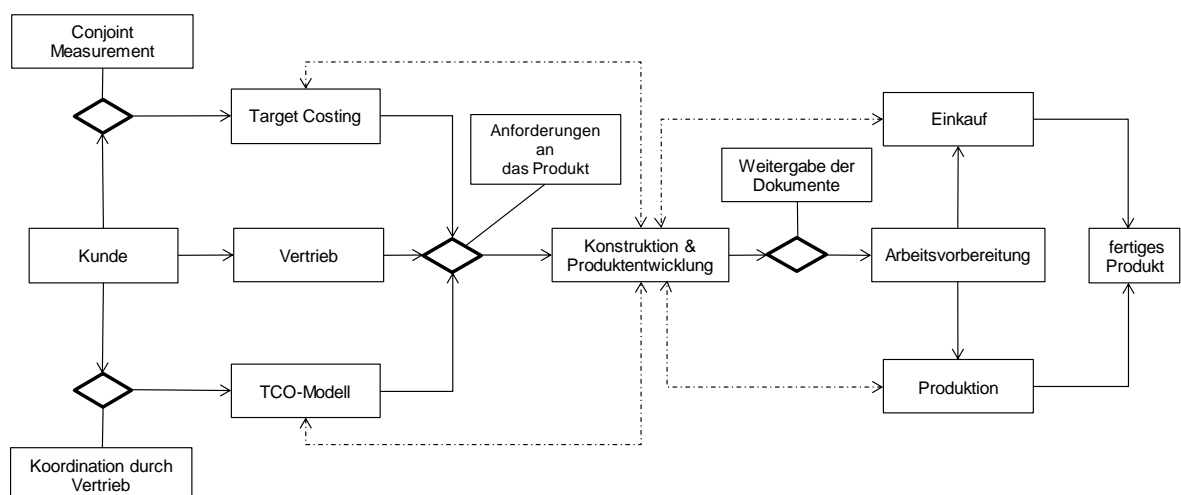 Conjoint
Measurement
Target Costing
Anforderungen
an
das Produkt
Einkauf
Weitergabe der
Dokumente
Kunde
Vertrieb
Konstruktion &
Produktentwicklung
Arbeitsvorbereitung
fertiges
Produkt
TCO-Modell
Produktion
Koordination durch
Vertrieb